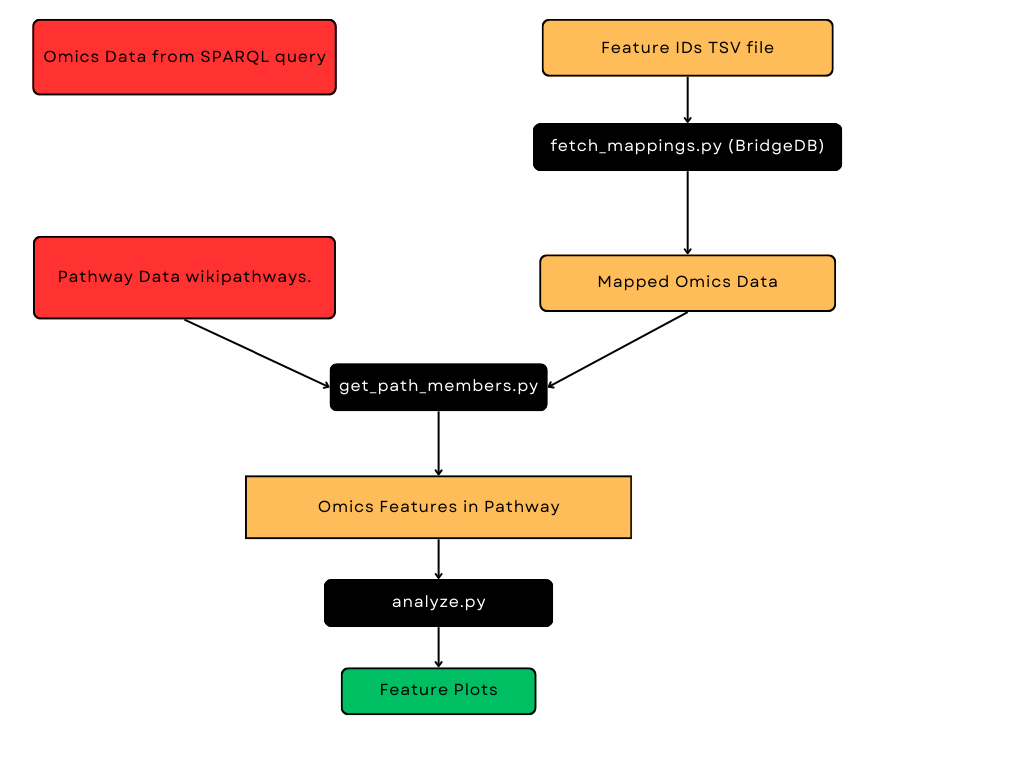 Omics Data from SPARQL query
Feature IDs TSV file
fetch_mappings.py (BridgeDB)
Pathway Data wikipathways.
Mapped Omics Data
get_path_members.py
Omics Features in Pathway
analyze.py
Feature Plots